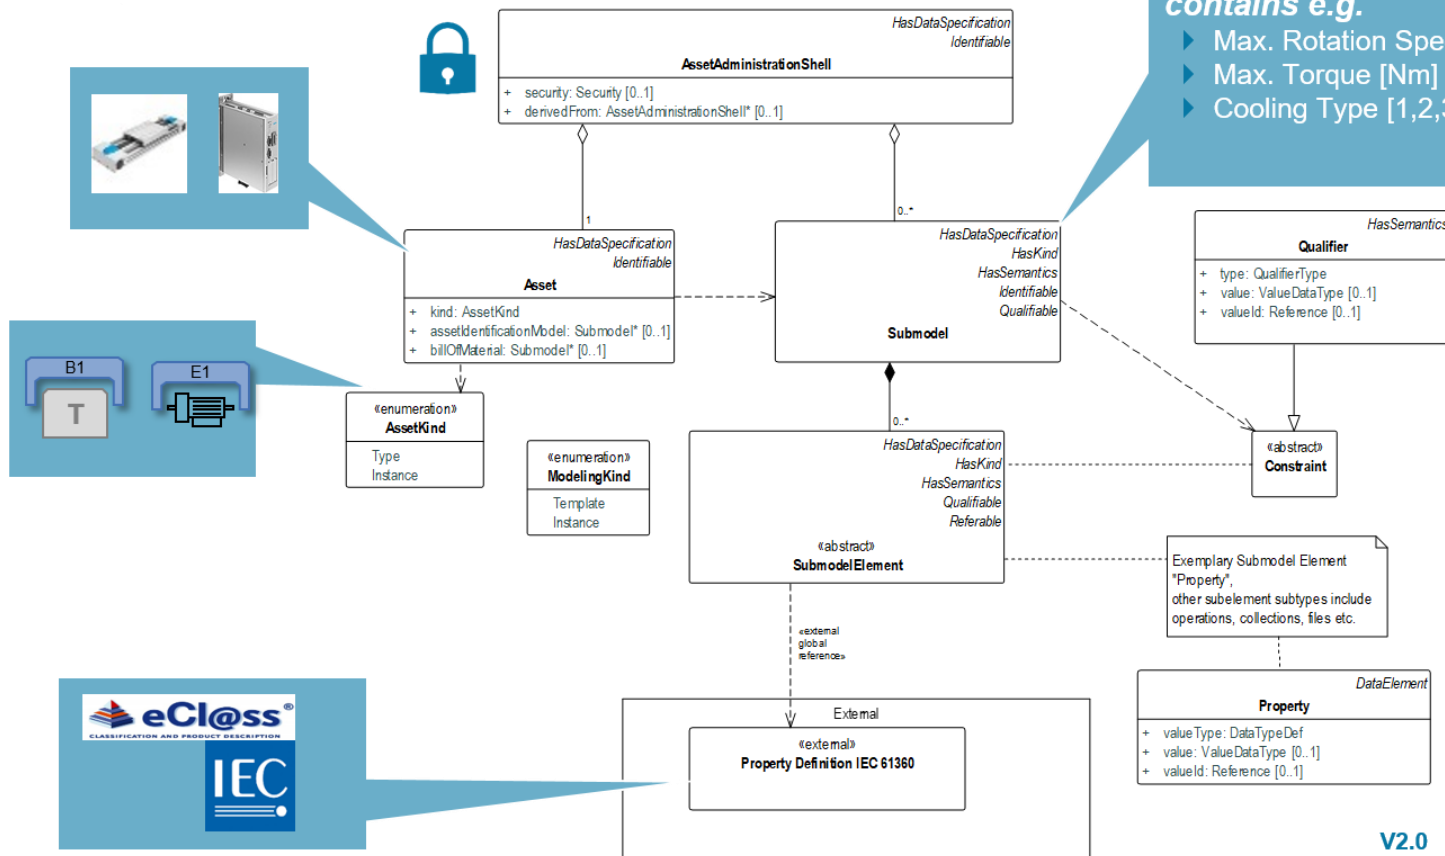 contains e.g.
Max. Rotation Spe
Max. Torque [Nm]
Cooling Type [1,2,3
HasDataSpecification
Identifiable
AssetAdministrationShell
+ security: Security [0..1]
+ derivedFrom: AssetAdministrationShell* [0..1]
1
0..*
HasDataSpecification
Identifiable
Asset
+ kind: AssetKind
+ assetIdentificationModel: Submodel* [0..1]
+ billOfMaterial: Submodel* [0..1]
HasDataSpecification
HasKind
HasSemantics
Identifiable
Qualifiable
Submodel
HasSemantics
Qualifier
+ type: QualifierType
+ value: ValueDataType [0..1]
+ valueId: Reference [0..1]
B1
T
E1
«enumeration»
AssetKind
Type
Instance
«enumeration»
ModelingKind
Template
Instance
0..*
HasDataSpecification
HasKind
HasSemantics
Qualifiable
Referable
«abstract»
SubmodelElement
«abstract»
Constraint
Exemplary Submodel Element
"Property",
other subelement subtypes include
operations, collections, files etc.
«external
global
reference»
DataElement
Property
+ valueType: DataTypeDef
+ value: ValueDataType [0..1]
+ valueId: Reference [0..1]
eCl@ss®
CLASSIFICATION AND PRODUCT DESCRIPTION
IEC
External
«external»
Property Definition IEC 61360
V2.0